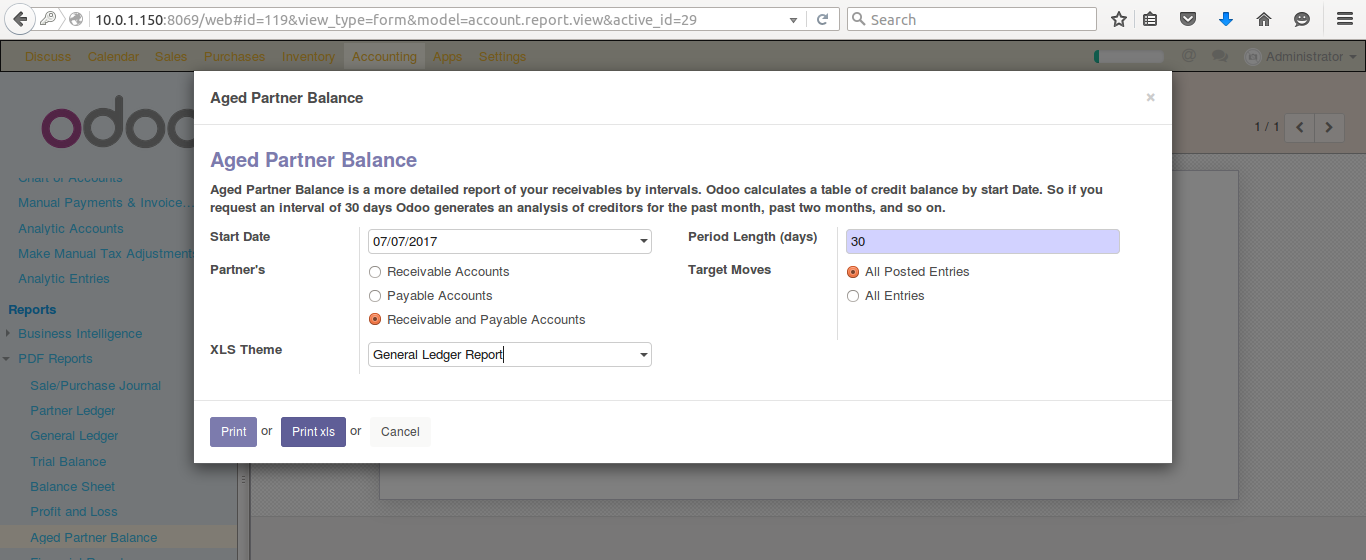 10.0.1.150:8069/web#id=119&view_type=form&model=account.report.view&active_id=29
Search
Discuss Calendar Sales Purchases Inventory Accounting Apps Settings
@ Administrator
Aged Partner Balance
×
odoo
1 / 1
Aged Partner Balance
Aged Partner Balance is a more detailed report of your receivables by intervals. Odoo calculates a table of credit balance by start Date. So if you
request an interval of 30 days Odoo generates an analysis of creditors for the past month, past two months, and so on.
Start Date 07/07/2017 Period Length (days) 30
Partner's Receivable Accounts Target Moves All Posted Entries
Payable Accounts All Entries
Receivable and Payable Accounts
XLS Theme General Ledger Report
Print or Print xls or Cancel
Chart of Accounts
Manual Payments & Invoice...
Analytic Accounts
Make Manual Tax Adjustment
Analytic Entries
Reports
Business Intelligence
PDF Reports
Sale/Purchase Journal
Partner Ledger
General Ledger
Trial Balance
Balance Sheet
Profit and Loss
Aged Partner Balance